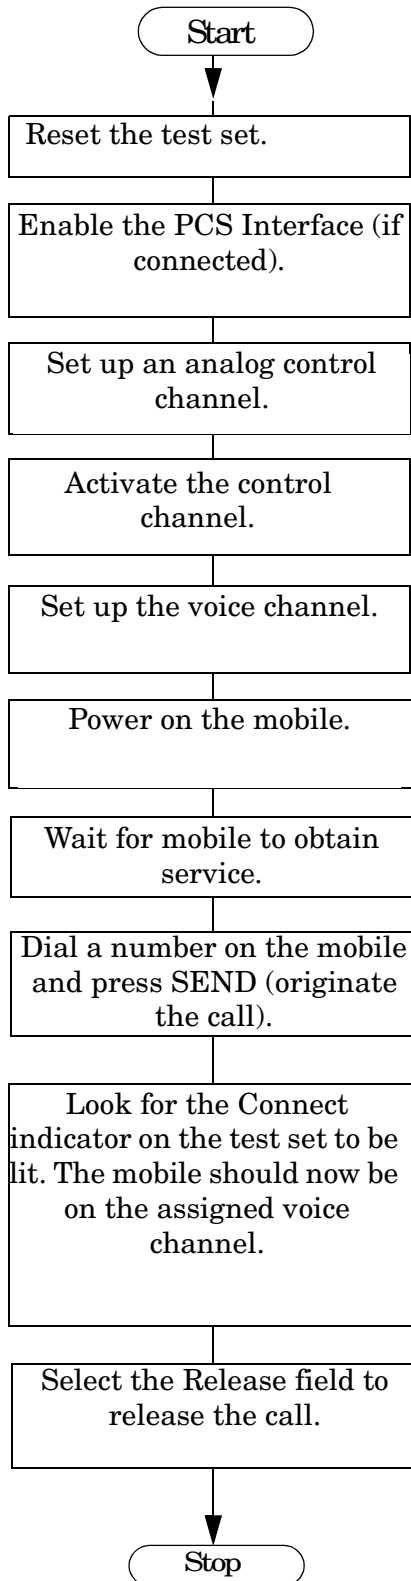 Start
Reset the test set.
Enable the PCS Interface (if
connected).
Set up an analog control
channel.
Activate the control
channel.
Set up the voice channel.
Power on the mobile.
Wait for mobile to obtain
service.
Dial a number on the mobile
and press SEND (originate
the call).
Look for the Connect
indicator on the test set to be
lit. The mobile should now be
on the assigned voice
channel.
Select the Release field to
release the call.
Stop